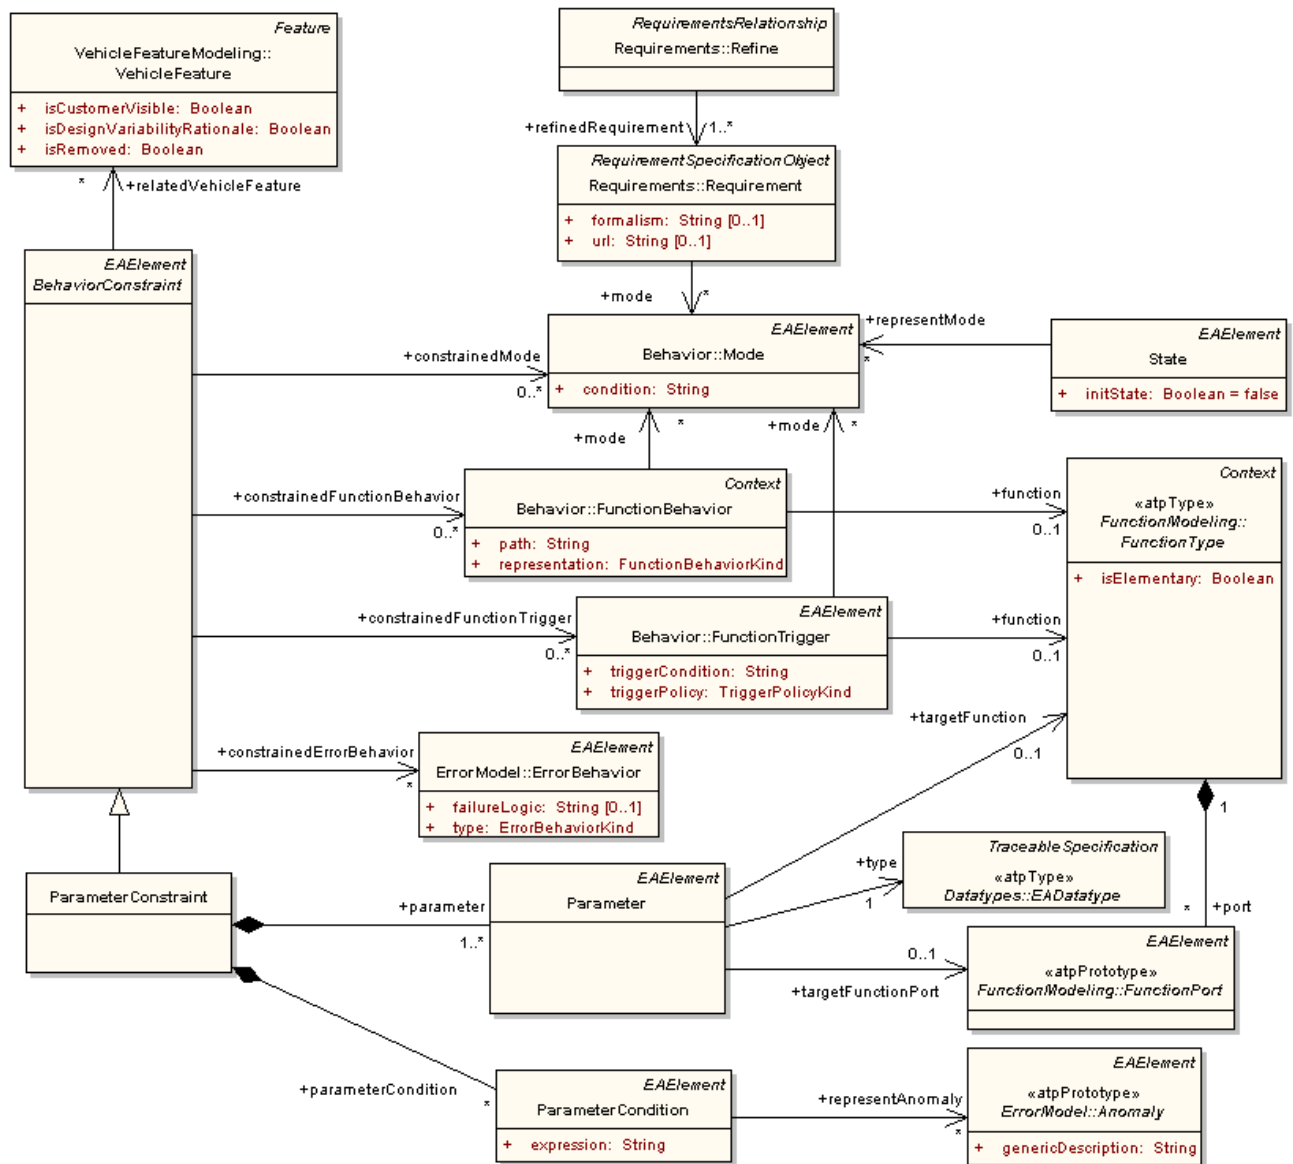 Feature
VehicleFeatureModeling::
VehicleFeature
+ isCustomerVisible: Boolean
+ isDesignVariabilityRationale: Boolean
+ isRemoved: Boolean
* +relatedVehicleFeature
RequirementsRelationship
Requirements::Refine
+refinedRequirement 1..*
RequirementSpecificationObject
Requirements::Requirement
+ formalism: String [0..1]
+ url: String [0..1]
+mode *
EAElement
BehaviorConstraint
+constrainedMode
0..*
EAElement
Behavior::Mode
+ condition: String
+representMode
*
EAElement
State
+ initState: Boolean = false
+mode *
+mode *
+constrainedFunctionBehavior
0..*
Context
Behavior::FunctionBehavior
+ path: String
+ representation: FunctionBehaviorKind
+function
0..1
Context
«atpType»
FunctionModeling::
FunctionType
+ isElementary: Boolean
+constrainedFunctionTrigger
0..*
EAElement
Behavior::FunctionTrigger
+ triggerCondition: String
+ triggerPolicy: TriggerPolicyKind
+function
0..1
+targetFunction
0..1
+constrainedErrorBehavior
*
EAElement
ErrorModel::ErrorBehavior
+ failureLogic: String [0..1]
+ type: ErrorBehaviorKind
1
* +port
ParameterConstraint
+parameter
1..*
EAElement
Parameter
+type
1
TraceableSpecification
«atpType»
Datatypes::EADatatype
0..1
+targetFunctionPort
EAElement
«atpPrototype»
FunctionModeling::FunctionPort
+parameterCondition
*
EAElement
ParameterCondition
+ expression: String
+representAnomaly
*
EAElement
«atpPrototype»
ErrorModel::Anomaly
+ genericDescription: String